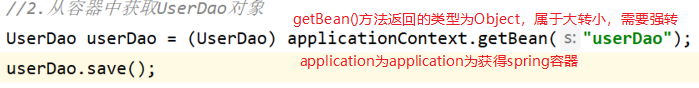 //2.从容器中获取UserDao对象
getBean()方法返回的类型为Object，属于大转小，需要强转
UserDao userDao = (UserDao) applicationContext.getBean( s: "userDao");
userDao.save();
application为application为获得spring容器